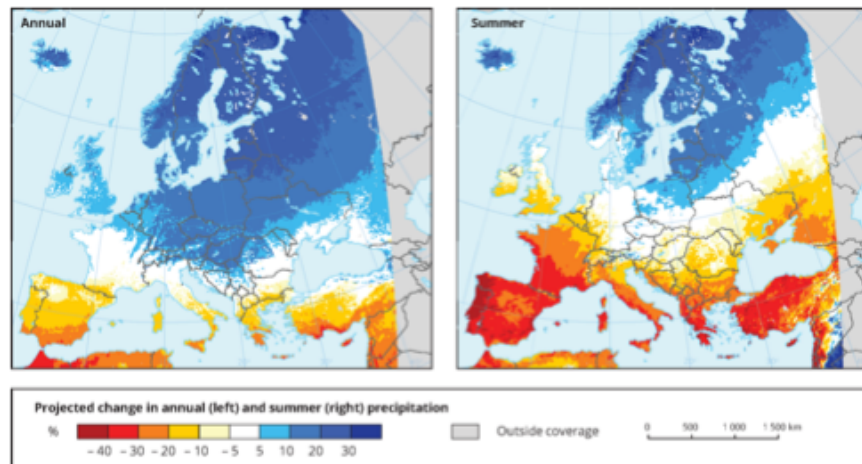 Annual
Summer
Projected change in annual (left) and summer (right) precipitation
%
Outside coverage
0 500 1 000 1 500 km
– 40 – 30 – 20 – 10 – 5 5 10 20 30